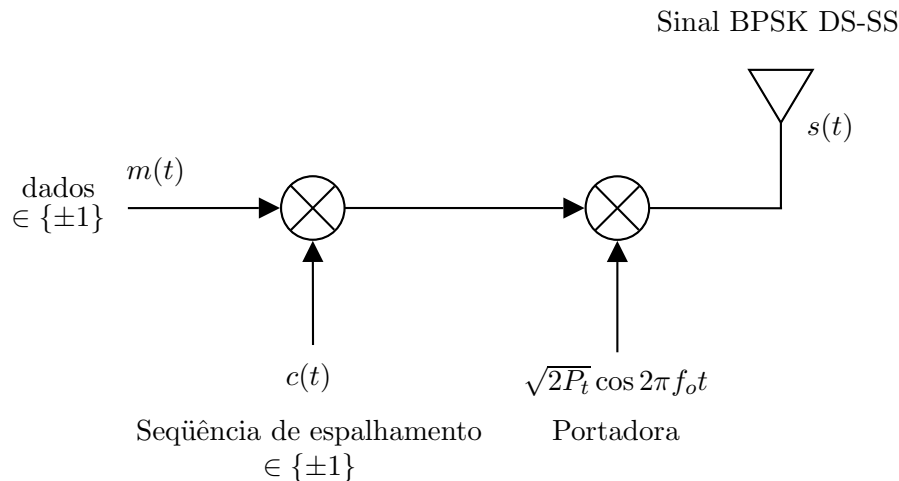 Sinal BPSK DS-SS
s(t)
m(t)
dados
∈ {±1}
c(t)
√2P_t cos 2πf_o t
Seqüência de espalhamento
∈ {±1}
Portadora